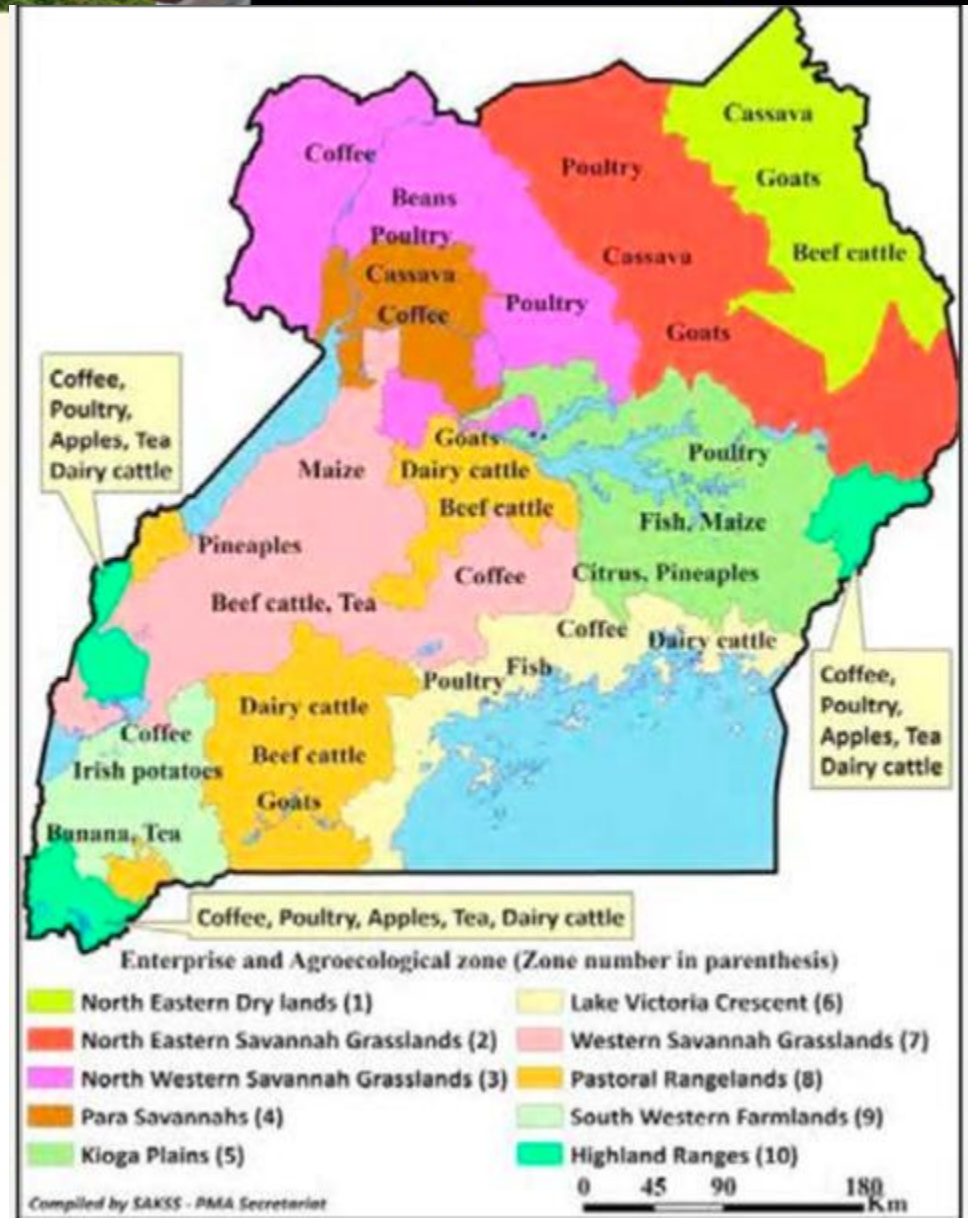 Cassava
Coffee
Poultry
Goats
Beans
Poultry
Cassava
Beef cattle
Cassava
Poultry
Coffee
Goats
Coffee,
Poultry,
Apples, Tea
Dairy cattle
Goats
Poultry
Maize
Dairy cattle
Beef cattle
Fish, Maize
Pineaples
Coffee
Citrus, Pineaples
Beef cattle, Tea
Coffee
Dairy cattle
Fish
Poultry
Coffee,
Poultry,
Apples, Tea
Dairy cattle
Dairy cattle
Coffee
Beef cattle
Irish potatoes
Goats
Banana, Tea
Coffee, Poultry, Apples, Tea, Dairy cattle
Enterprise and Agroecological zone (Zone number in parenthesis)
North Eastern Dry lands (1)
North Eastern Savannah Grasslands (2)
North Western Savannah Grasslands (3)
Para Savannahs (4)
Kioga Plains (5)
Lake Victoria Crescent (6)
Western Savannah Grasslands (7)
Pastoral Rangelands (8)
South Western Farmlands (9)
Highland Ranges (10)
0 45 90 180
Km
Compiled by SAKSS - PMA Secretariat